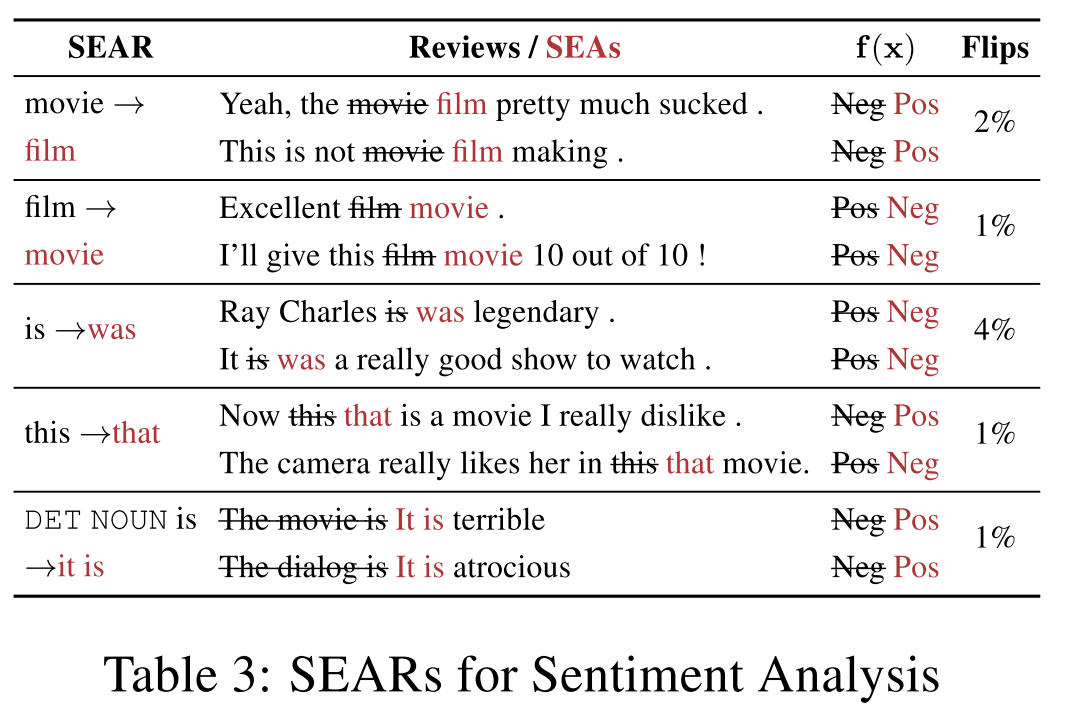 SEAR Reviews / SEAs f(x) Flips
movie → Yeah, the movie film pretty much sucked . Neg Pos 2%
film This is not movie film making . Neg Pos
film → Excellent film movie . Pos Neg 1%
movie I'll give this film movie 10 out of 10 ! Pos Neg
is →was Ray Charles is was legendary . Pos Neg 4%
It is was a really good show to watch . Pos Neg
this →that Now this that is a movie I really dislike . Neg Pos 1%
The camera really likes her in this that movie. Pos Neg
DET NOUN is The movie is It is terrible Neg Pos 1%
→it is The dialog is It is atrocious Neg Pos
Table 3: SEARs for Sentiment Analysis